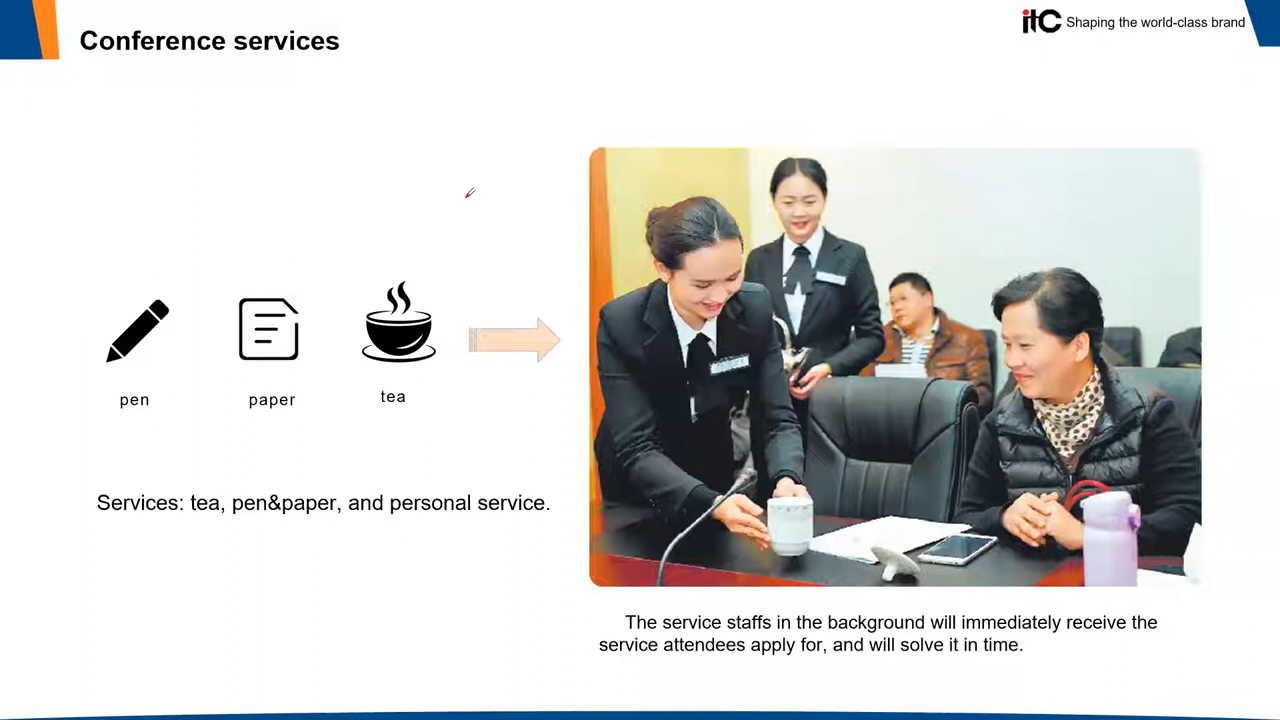 Conference services
itC Shaping the world-class brand
pen
paper
tea
Services: tea, pen&paper, and personal service.
The service staffs in the background will immediately receive the
service attendees apply for, and will solve it in time.